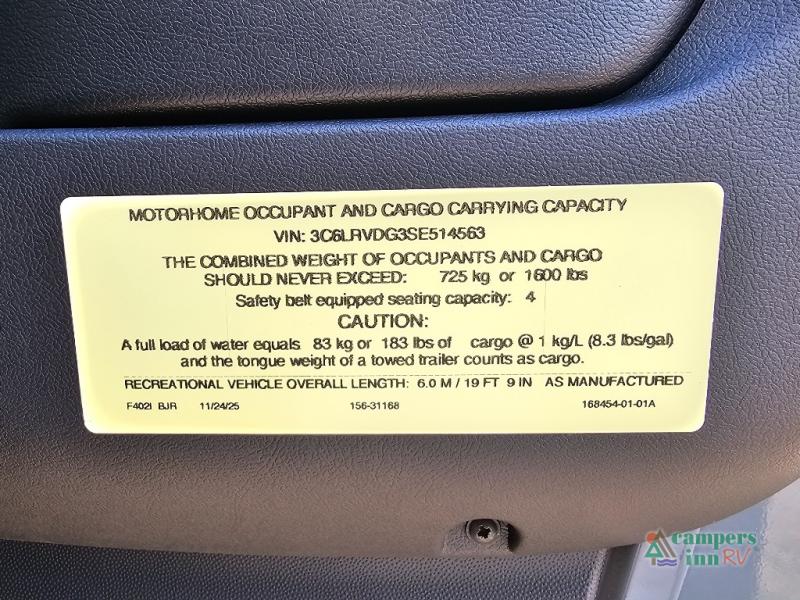 MOTORHOME OCCUPANT AND CARGO CARRYING CAPACITY
VIN: 3C6LRVDG3SE514563
THE COMBINED WEIGHT OF OCCUPANTS AND CARGO
SHOULD NEVER EXCEED: 725 kg or 1600 lbs
Safety belt equipped seating capacity: 4
CAUTION:
A full load of water equals 83 kg or 183 lbs of cargo @ 1 kg/L (8.3 lbs/gal)
and the tongue weight of a towed trailer counts as cargo.
RECREATIONAL VEHICLE OVERALL LENGTH: 6.0 M / 19 FT 9 IN AS MANUFACTURED
F402I BJR 11/24/25 156-31168 168454-01-01A
campers
inn RV